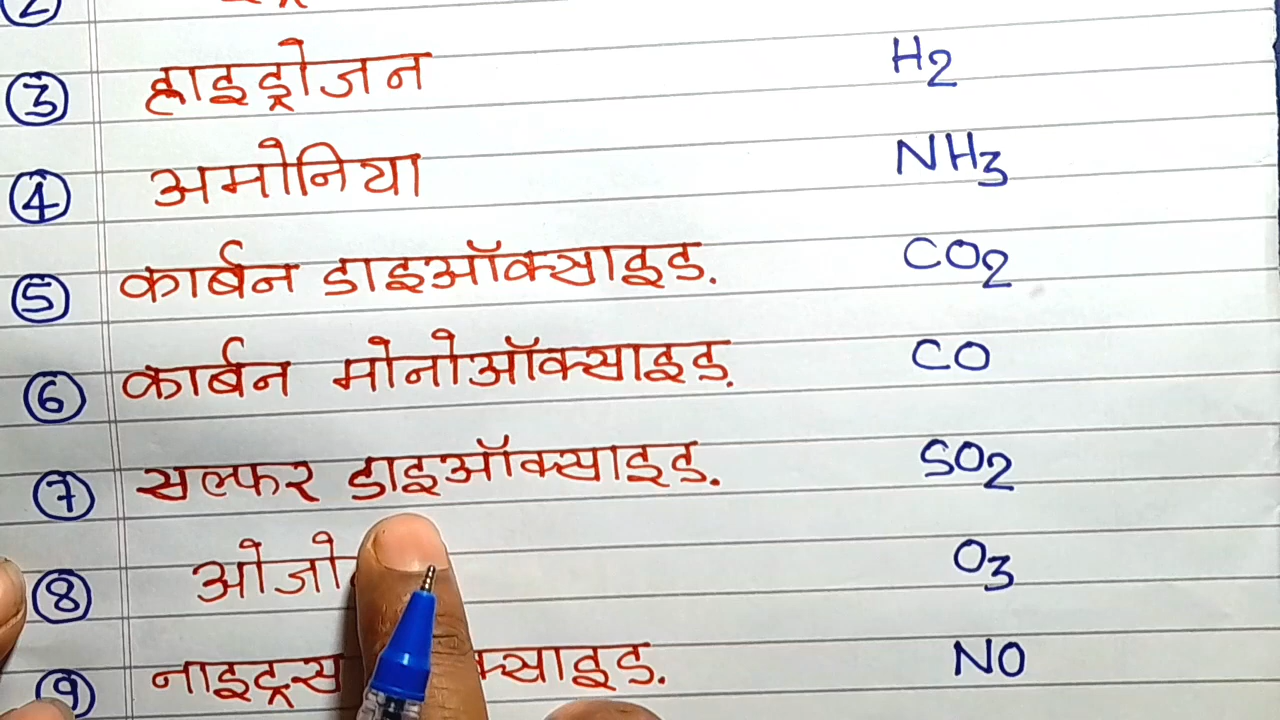 ③ हाइड्रोजन H2
④ अमोनिया NH3
⑤ कार्बन डाइऑक्साइड. CO2
⑥ कार्बन मोनोऑक्साइड. CO
⑦ सल्फर डाइऑक्साइड. SO2
⑧ ओजो O3
⑨ नाइट्रस क्साइड. NO